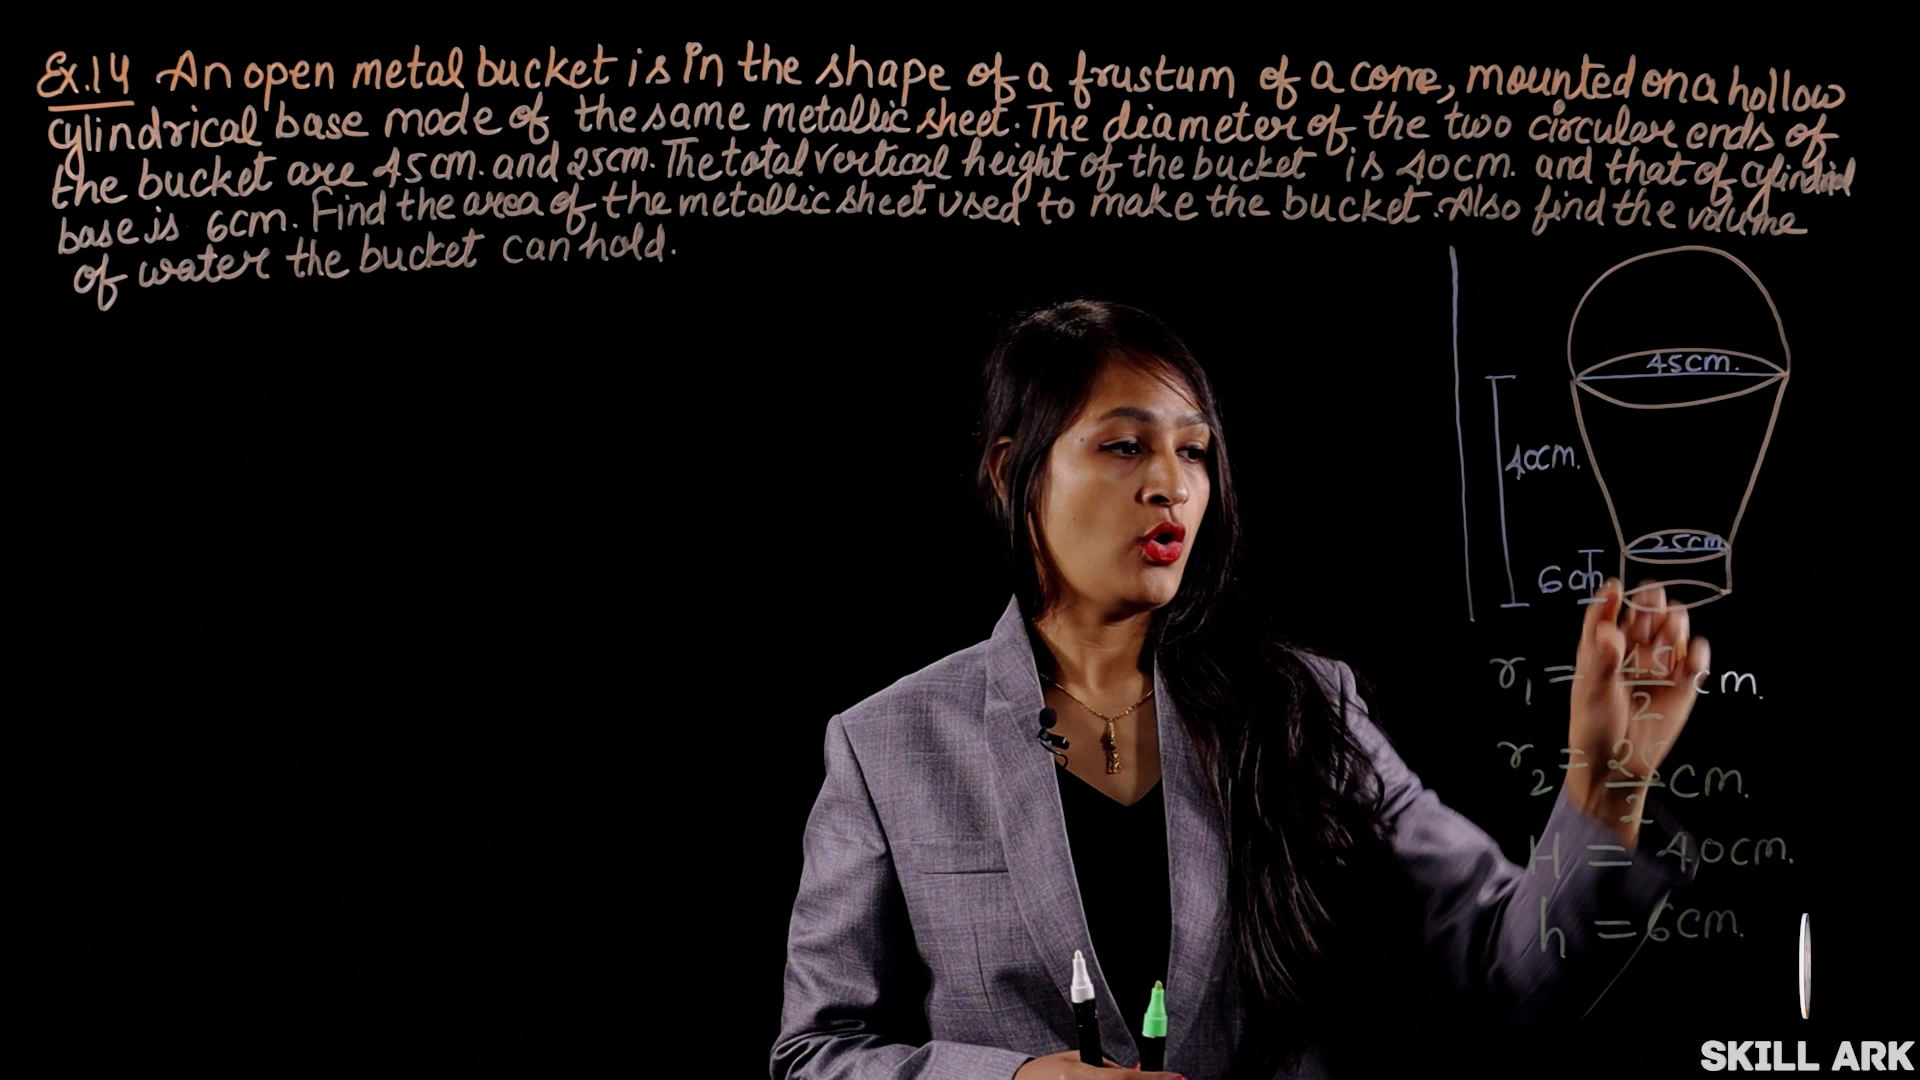 Ex.14 An open metal bucket is in the shape of a frustum of a cone, mounted on a hollow
cylindrical base made of the same metallic sheet. The diameter of the two circular ends of
the bucket are 45cm. and 25cm. The total vertical height of the bucket is 40cm. and that of cylindrical
base is 6cm. Find the area of the metallic sheet used to make the bucket. Also find the volume
of water the bucket can hold.
45cm.
40cm.
25cm
6cm.
r₁ = 45/2 cm.
r₂ = 25/2 cm.
H = 40cm.
h = 6cm.
SKILL ARK